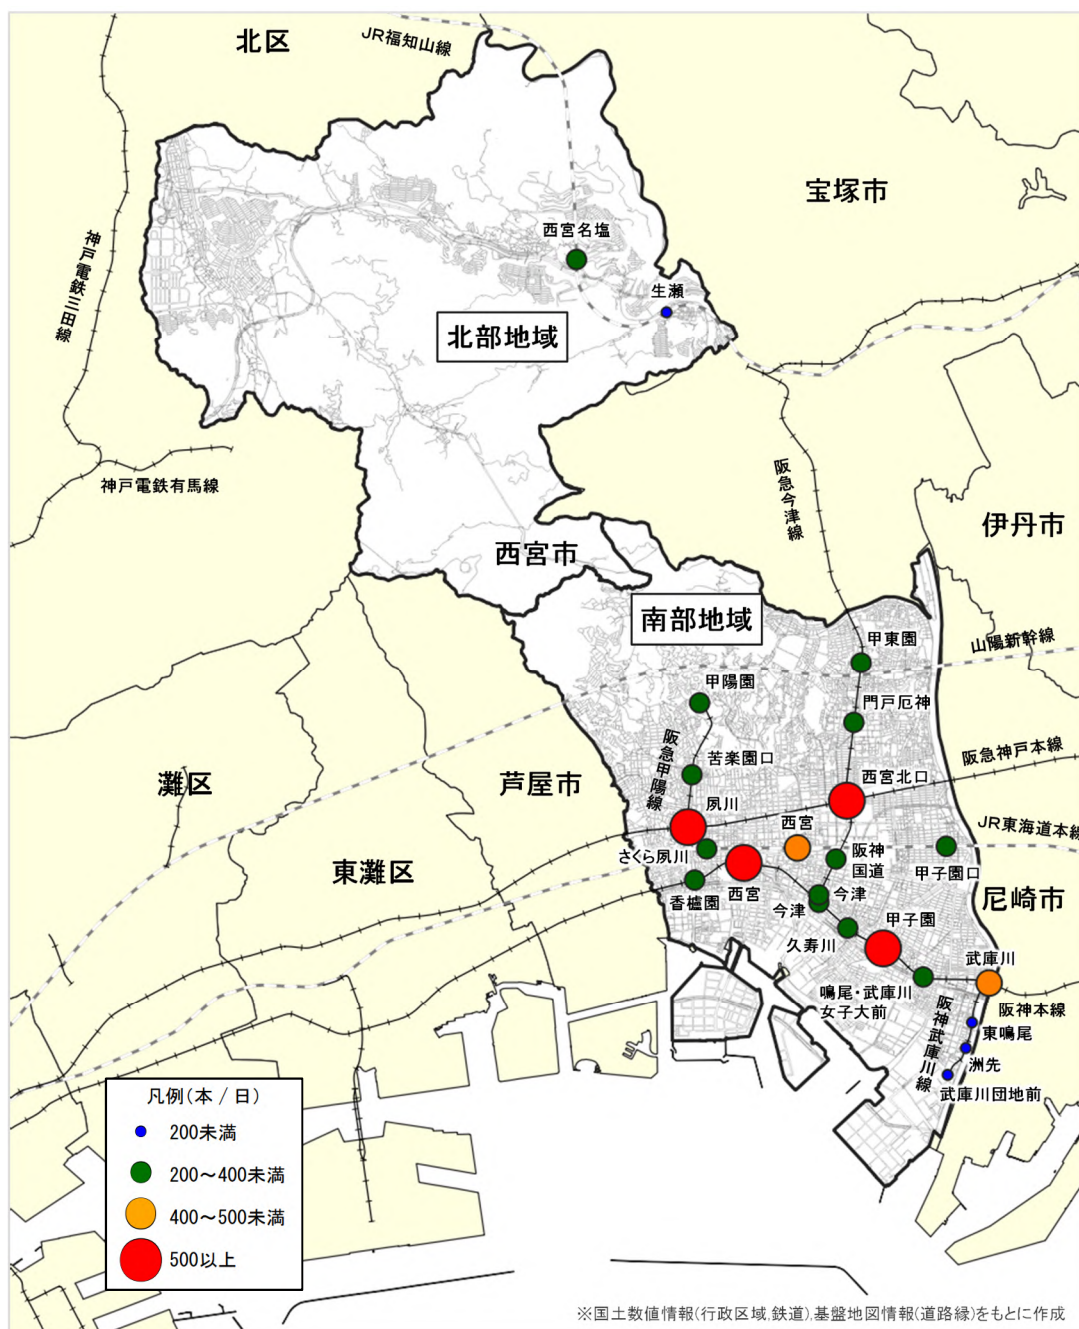 北区
JR福知山線
宝塚市
神戸電鉄三田線
西宮名塩
生瀬
北部地域
神戸電鉄有馬線
阪急今津線
伊丹市
西宮市
南部地域
山陽新幹線
甲東園
甲陽園
門戸厄神
阪急神戸本線
阪急甲陽線
苦楽園口
西宮北口
灘区
芦屋市
夙川
西宮
JR東海道本線
さくら夙川
阪神
国道
甲子園口
東灘区
香櫨園
西宮
今津
今津
尼崎市
甲子園
久寿川
武庫川
鳴尾・武庫川
女子大前
阪神本線
阪神武庫川線
東鳴尾
洲先
武庫川団地前
凡例(本/日)
200未満
200～400未満
400～500未満
500以上
※国土数値情報(行政区域,鉄道),基盤地図情報(道路縁)をもとに作成